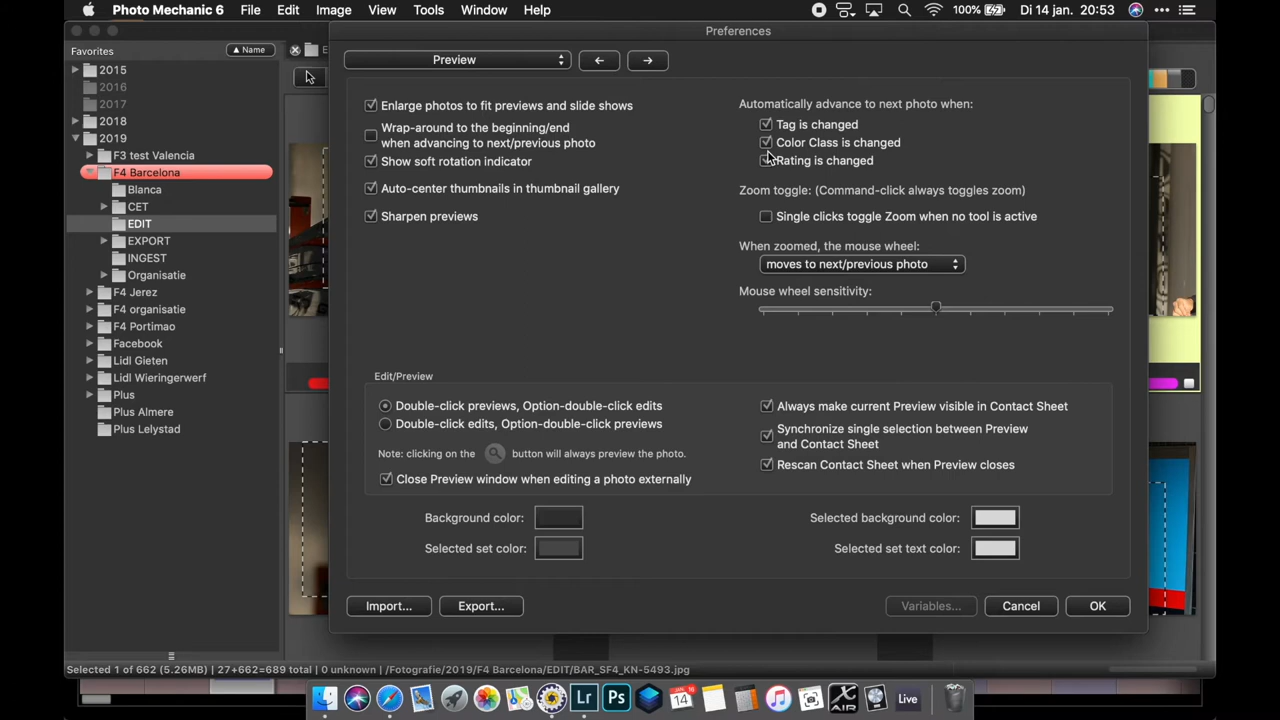 Photo Mechanic 6 File Edit Image View Tools Window Help 100% Di 14 jan. 20:53
Preferences
Favorites
▲ Name
2015
2016
2017
2018
2019
F3 test Valencia
F4 Barcelona
Blanca
CET
EDIT
EXPORT
INGEST
Organisatie
F4 Jerez
F4 organisatie
F4 Portimao
Facebook
Lidl Gieten
Lidl Wieringerwerf
Plus
Plus Almere
Plus Lelystad
Preview
Enlarge photos to fit previews and slide shows
Wrap-around to the beginning/end
when advancing to next/previous photo
Show soft rotation indicator
Auto-center thumbnails in thumbnail gallery
Sharpen previews
Automatically advance to next photo when:
Tag is changed
Color Class is changed
Rating is changed
Zoom toggle: (Command-click always toggles zoom)
Single clicks toggle Zoom when no tool is active
When zoomed, the mouse wheel:
moves to next/previous photo
Mouse wheel sensitivity:
Edit/Preview
Double-click previews, Option-double-click edits
Double-click edits, Option-double-click previews
Note: clicking on the button will always preview the photo.
Close Preview window when editing a photo externally
Always make current Preview visible in Contact Sheet
Synchronize single selection between Preview
and Contact Sheet
Rescan Contact Sheet when Preview closes
Background color:
Selected set color:
Selected background color:
Selected set text color:
Import...
Export...
Variables...
Cancel
OK
Selected 1 of 662 (5.26MB) | 27+662=689 total | 0 unknown | /Fotografie/2019/F4 Barcelona/EDIT/BAR_SF4_KN-5493.jpg
Lr
Ps
JAN
14
X AIR
Live